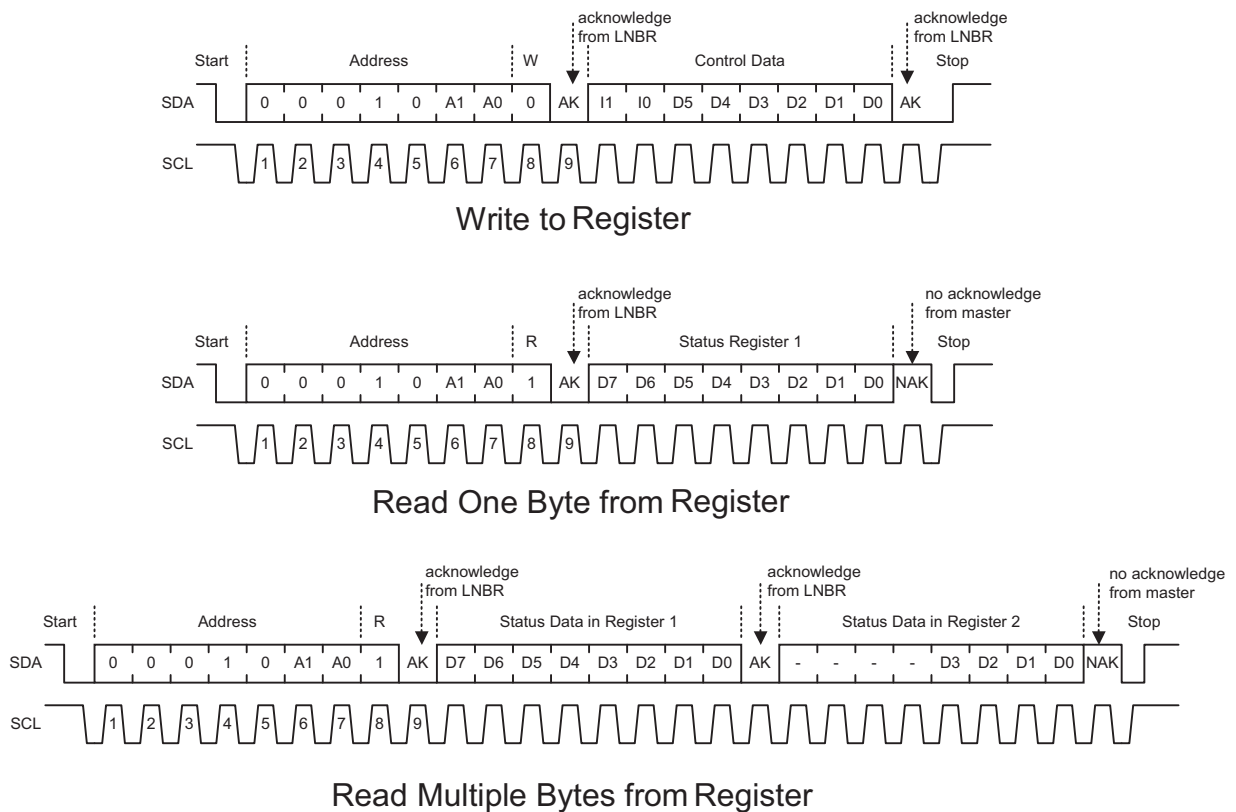 acknowledge
from LNBR
acknowledge
from LNBR
Start Address W Control Data Stop
SDA 0 0 0 1 0 A1 A0 0 AK I1 I0 D5 D4 D3 D2 D1 D0 AK
SCL 1 2 3 4 5 6 7 8 9
Write to Register
acknowledge
from LNBR
no acknowledge
from master
Start Address R Status Register 1 Stop
SDA 0 0 0 1 0 A1 A0 1 AK D7 D6 D5 D4 D3 D2 D1 D0 NAK
SCL 1 2 3 4 5 6 7 8 9
Read One Byte from Register
acknowledge
from LNBR
acknowledge
from LNBR
no acknowledge
from master
Start Address R Status Data in Register 1 Status Data in Register 2 Stop
SDA 0 0 0 1 0 A1 A0 1 AK D7 D6 D5 D4 D3 D2 D1 D0 AK - - - - D3 D2 D1 D0 NAK
SCL 1 2 3 4 5 6 7 8 9
Read Multiple Bytes from Register